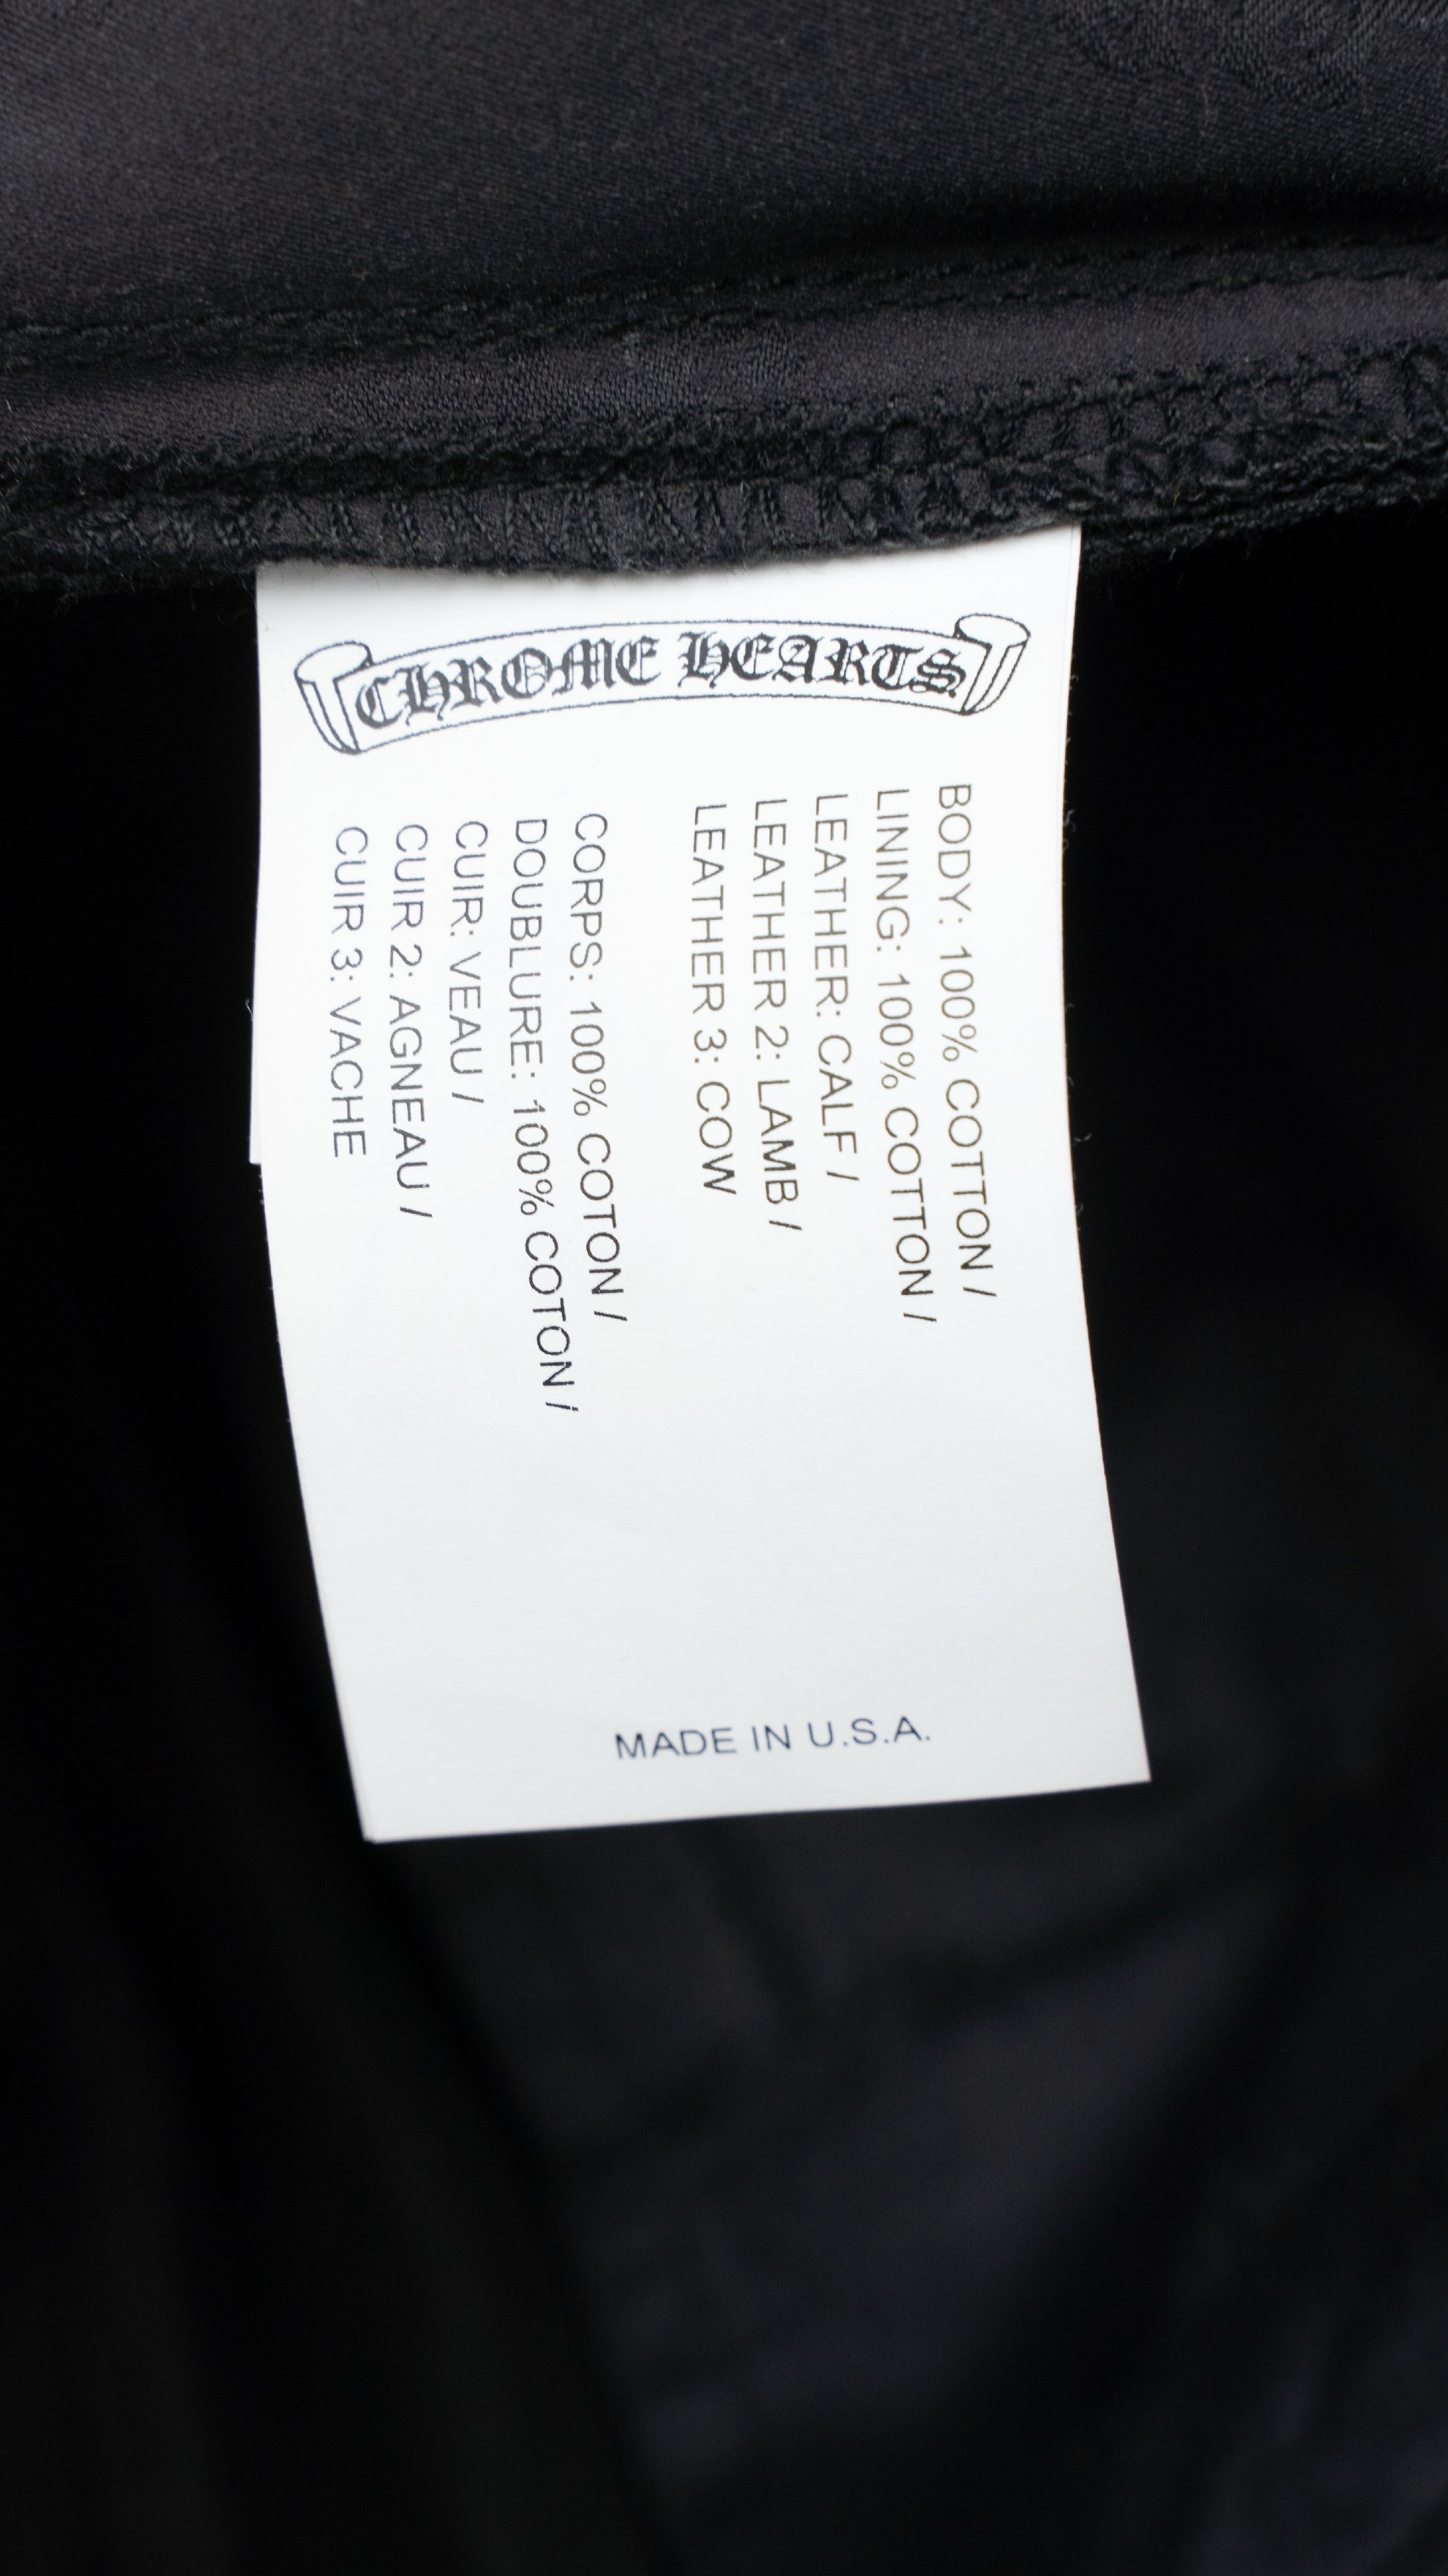 CHROME HEARTS
BODY: 100% COTTON /
LINING: 100% COTTON /
LEATHER: CALF /
LEATHER 2: LAMB /
LEATHER 3: COW
CORPS: 100% COTON /
DOUBLURE: 100% COTON /
CUIR: VEAU /
CUIR 2: AGNEAU /
CUIR 3: VACHE
MADE IN U.S.A.